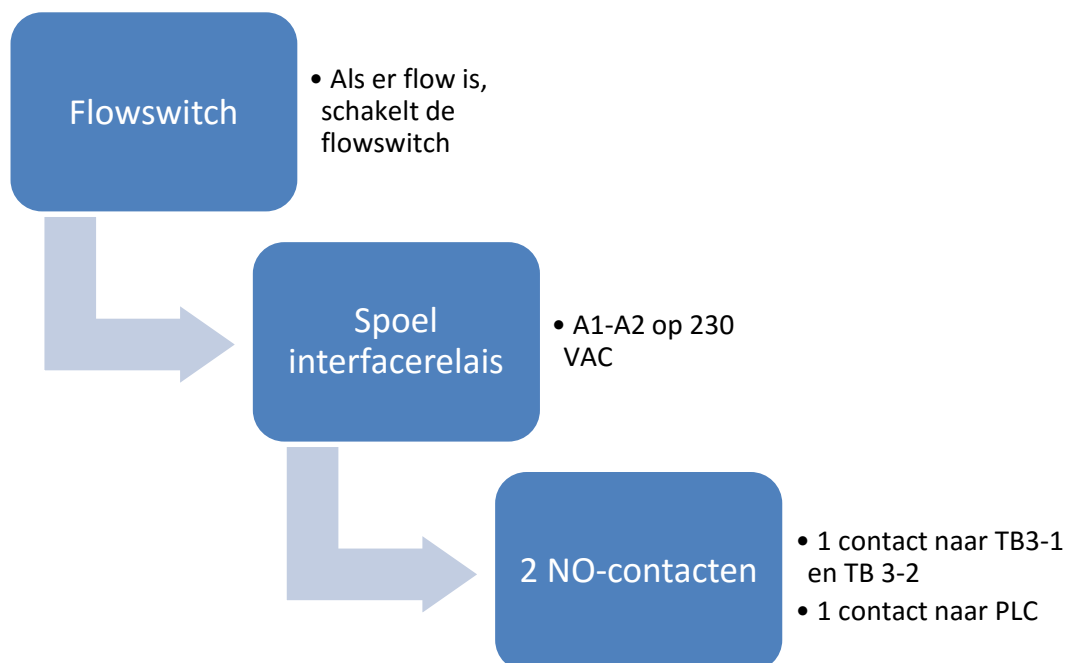 Flowswitch
• Als er flow is,
schakelt de
flowswitch
Spoel
interfacerelais
• A1-A2 op 230
VAC
2 NO-contacten
• 1 contact naar TB3-1
en TB 3-2
• 1 contact naar PLC